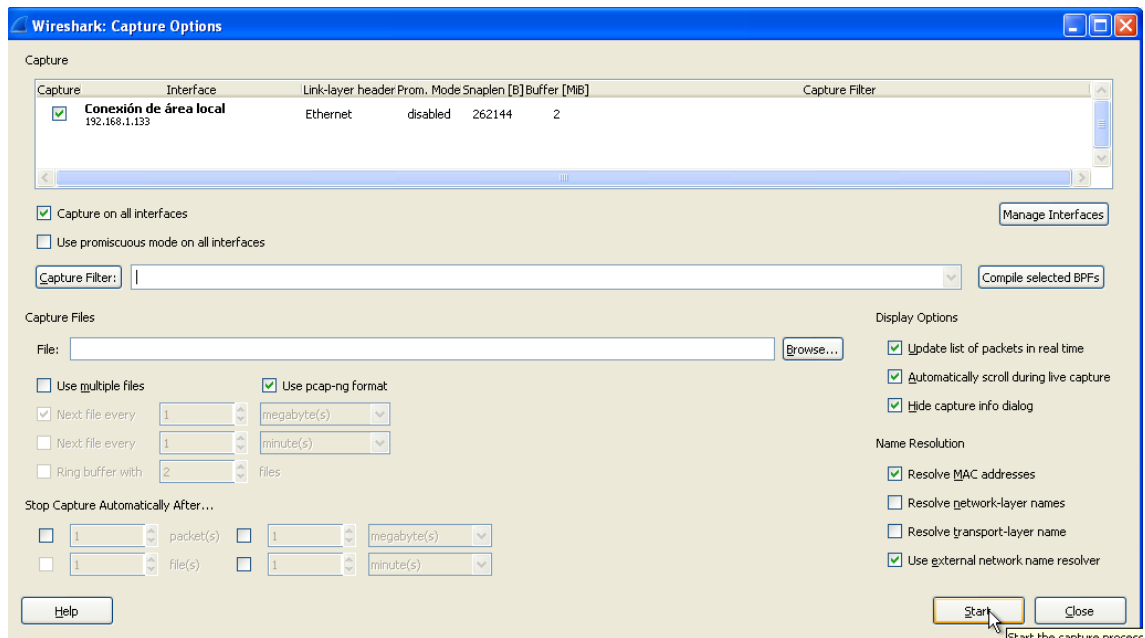 Wireshark: Capture Options
Capture
Capture Interface Link-layer header Prom. Mode Snaplen [B] Buffer [MiB] Capture Filter
Conexión de área local
192.168.1.133
Ethernet disabled 262144 2
Capture on all interfaces
Manage Interfaces
Use promiscuous mode on all interfaces
Capture Filter: Compile selected BPFs
Capture Files
Display Options
File: Browse...
Update list of packets in real time
Use multiple files Use pcap-ng format
Automatically scroll during live capture
Next file every 1 megabyte(s)
Hide capture info dialog
Next file every 1 minute(s)
Name Resolution
Ring buffer with 2 files
Resolve MAC addresses
Stop Capture Automatically After...
Resolve network-layer names
1 packet(s) 1 megabyte(s)
Resolve transport-layer name
1 file(s) 1 minute(s)
Use external network name resolver
Help Start Close
Start the capture process